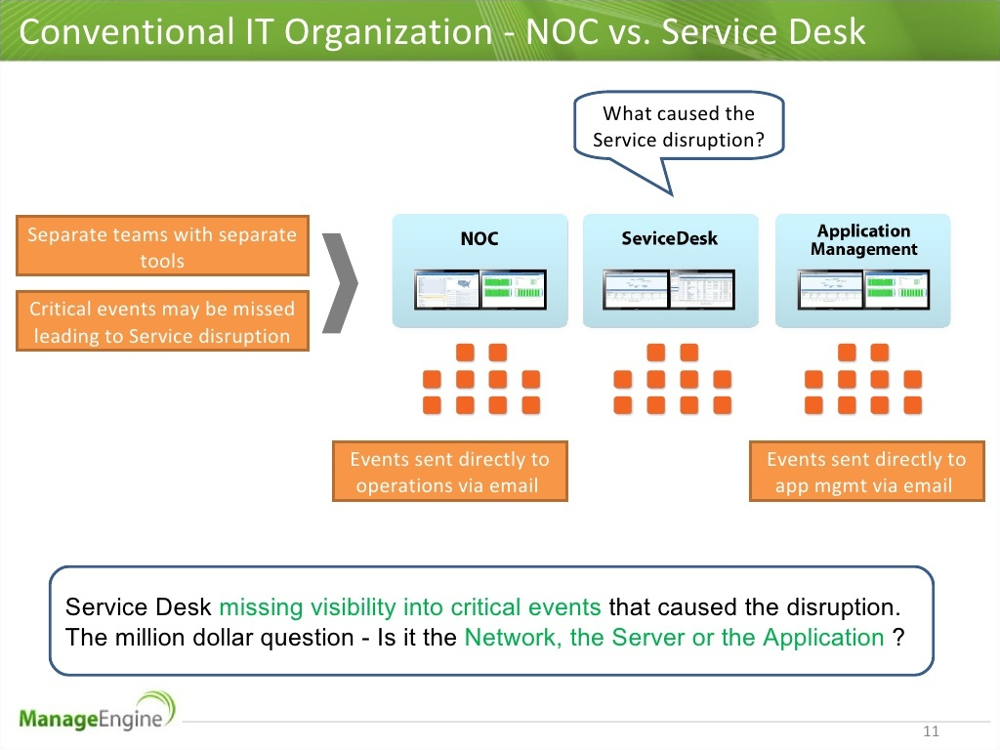 Conventional IT Organization - NOC vs. Service Desk
What caused the
Service disruption?
Separate teams with separate
tools
Critical events may be missed
leading to Service disruption
NOC
SeviceDesk
Application
Management
Events sent directly to
operations via email
Events sent directly to
app mgmt via email
Service Desk missing visibility into critical events that caused the disruption.
The million dollar question - Is it the Network, the Server or the Application ?
ManageEngine
11